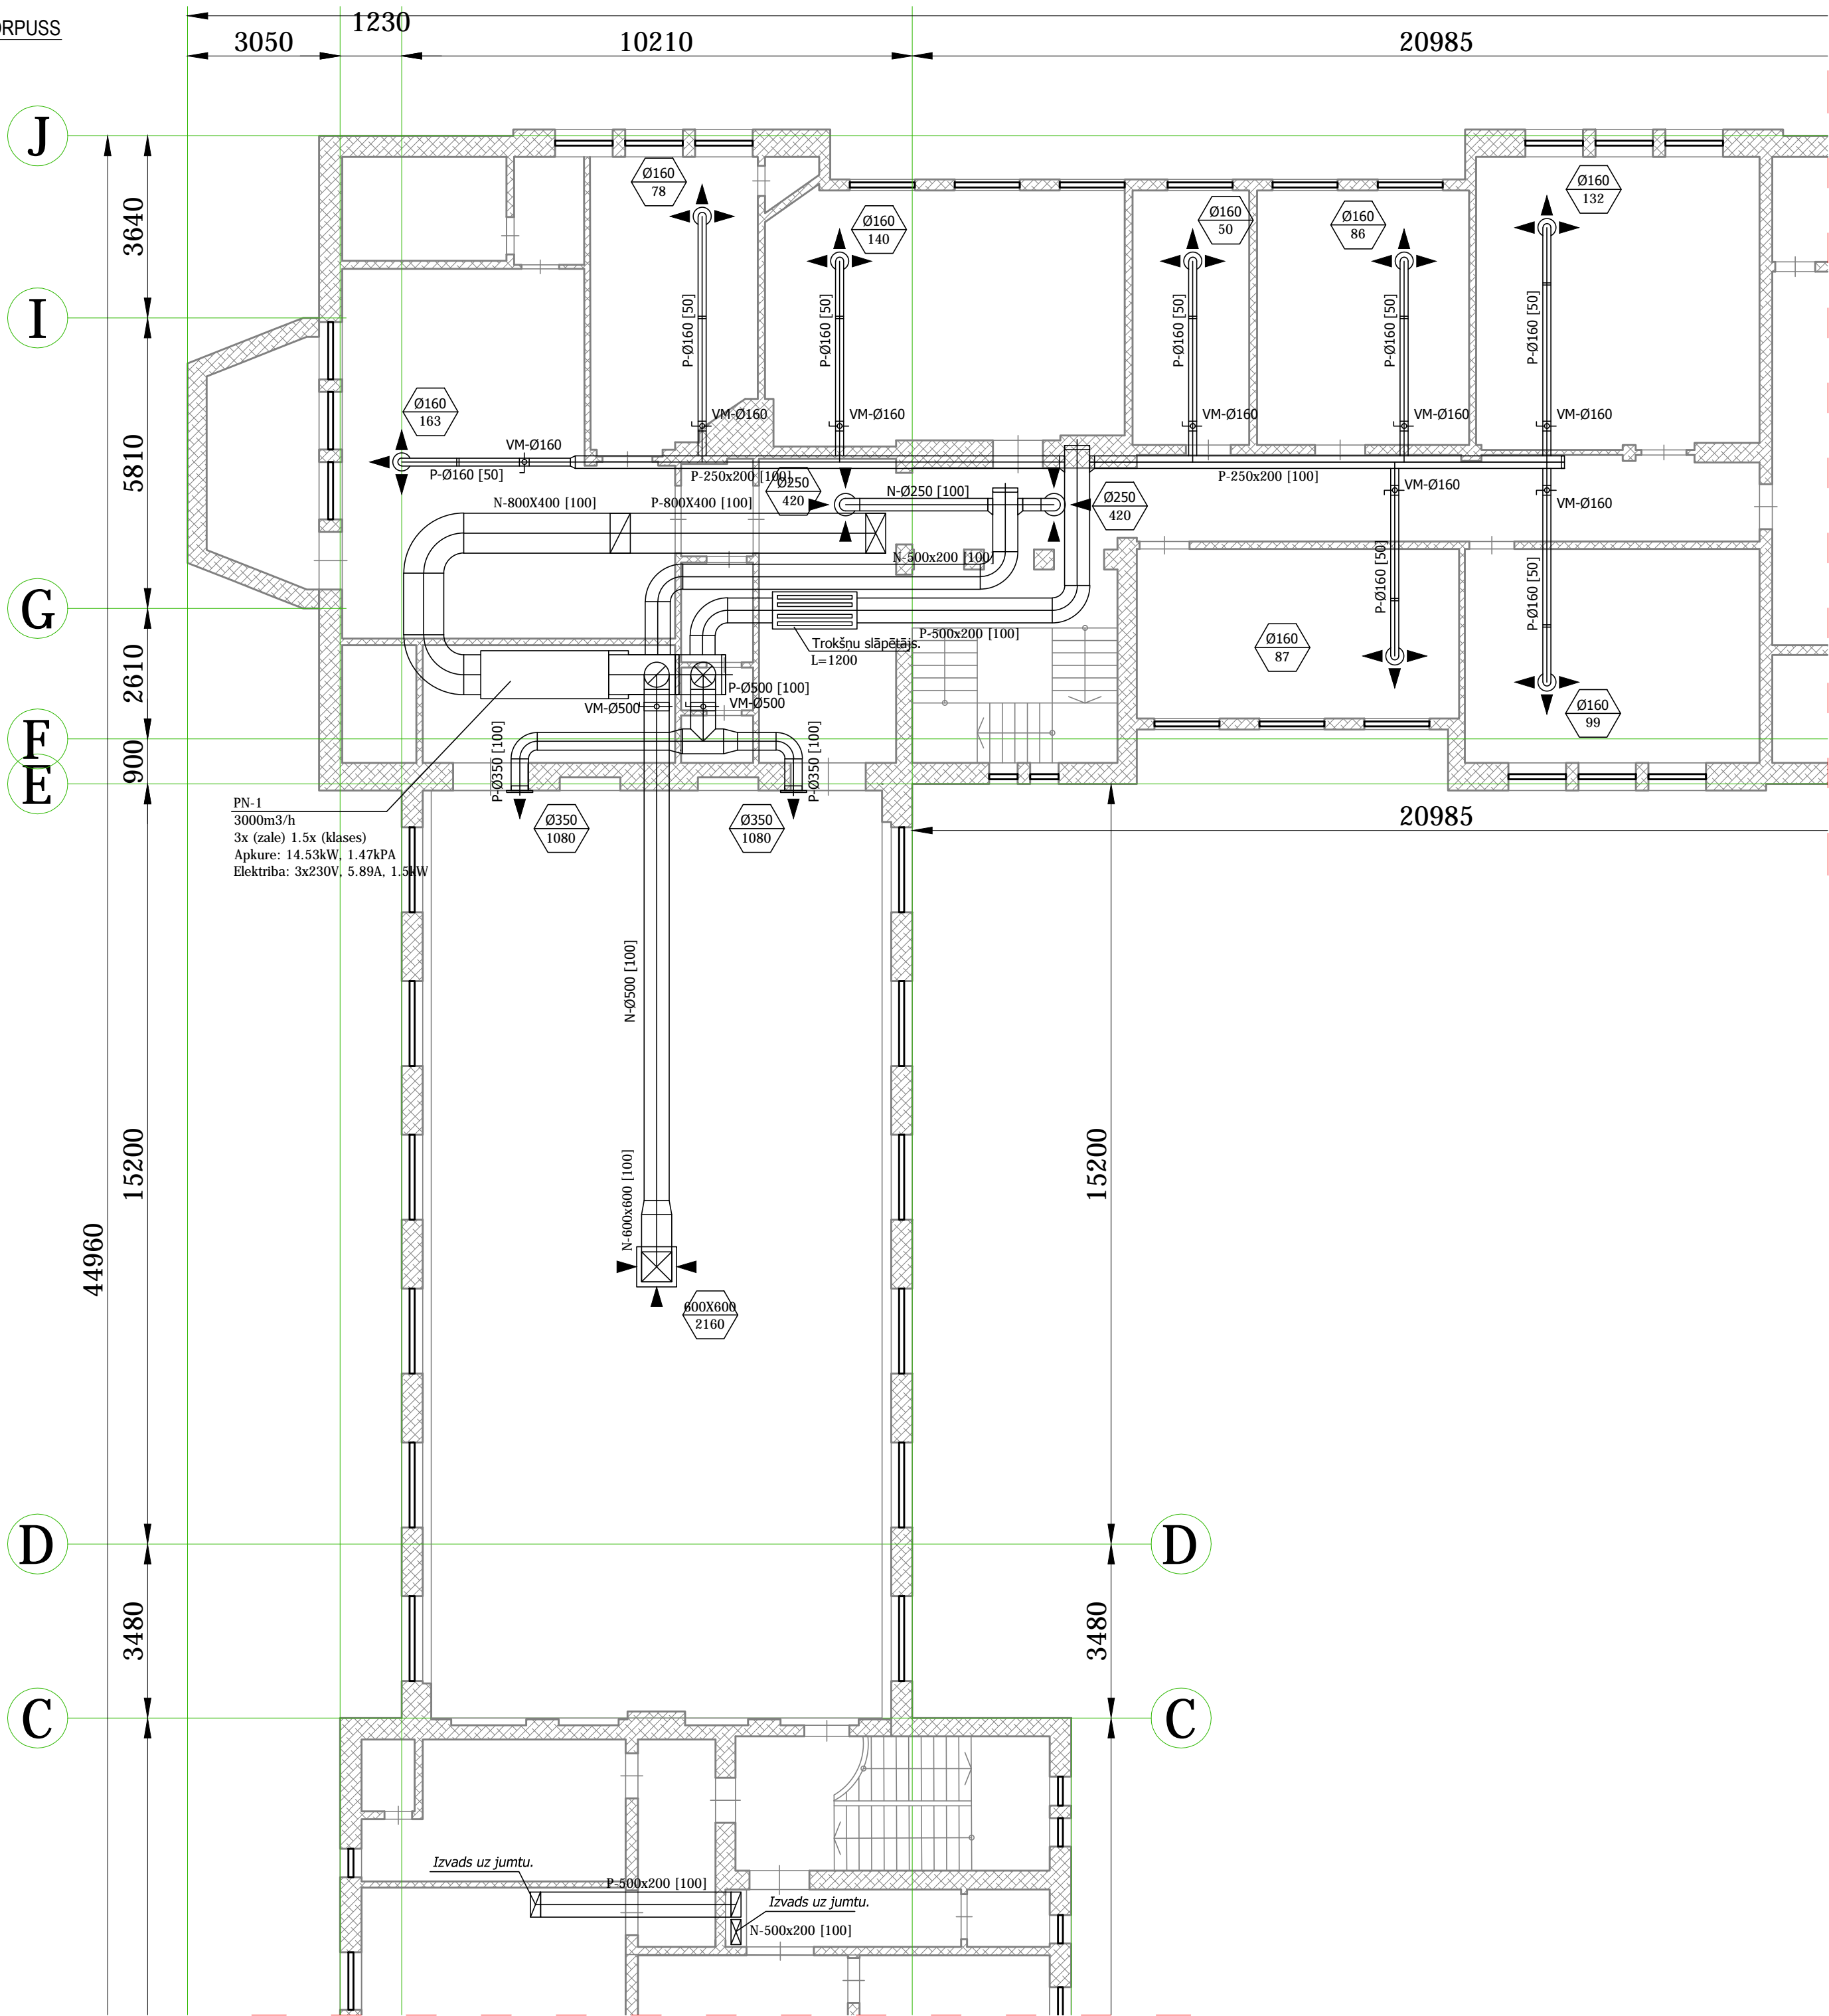 ORPUSS
1230
3050
10210
20985
J
Ø160
78
Ø160
140
Ø160
50
Ø160
86
Ø160
132
3640
P-Ø160 [50]
P-Ø160 [50]
P-Ø160 [50]
P-Ø160 [50]
P-Ø160 [50]
I
Ø160
163
VM-Ø160
VM-Ø160
VM-Ø160
VM-Ø160
VM-Ø160
VM-Ø160
5810
P-Ø160 [50]
P-250x200 [100]
P-250x200 [100]
N-800X400 [100]
P-800X400 [100]
Ø250
420
N-Ø250 [100]
Ø250
420
VM-Ø160
VM-Ø160
N-500x200 [100]
P-Ø160 [50]
P-Ø160 [50]
G
P-500x200 [100]
Trokšņu slāpētājs.
L=1200
Ø160
87
2610
P-Ø500 [100]
VM-Ø500
VM-Ø500
Ø160
99
F
900
P-Ø350 [100]
P-Ø350 [100]
E
PN-1
3000m3/h
3x (zale) 1.5x (klases)
Apkure: 14.53kW, 1.47kPA
Elektriba: 3x230V, 5.89A, 1.5kW
Ø350
1080
Ø350
1080
20985
N-Ø500 [100]
15200
15200
N-600x600 [100]
44960
600X600
2160
D
D
3480
3480
C
C
Izvads uz jumtu.
P-500x200 [100]
Izvads uz jumtu.
N-500x200 [100]